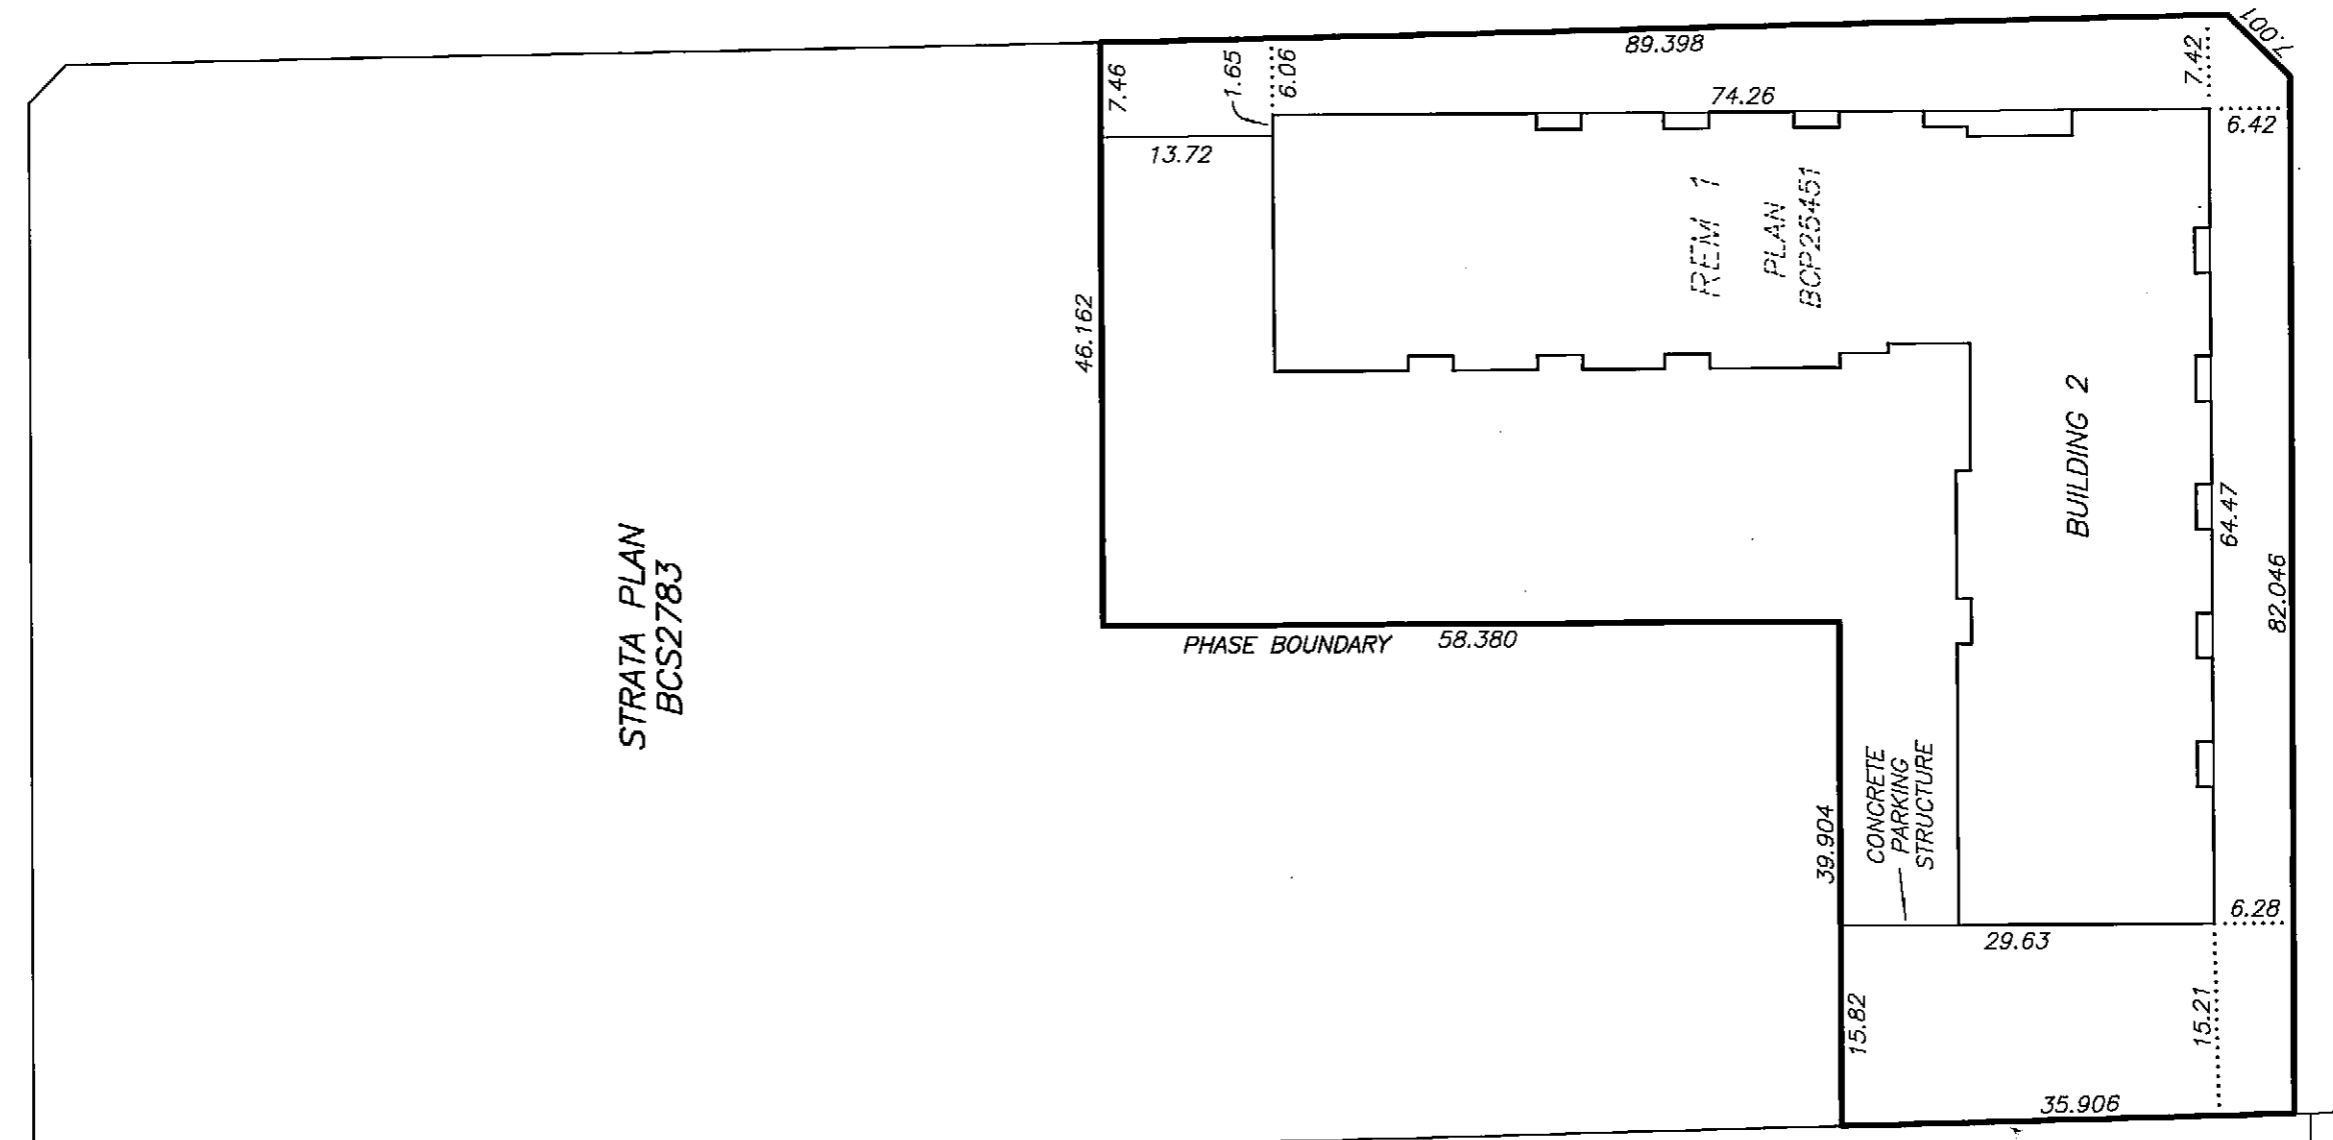 7.001
89.398
7.42
7.46
1.65
6.06
74.26
6.42
13.72
REM 1
PLAN
BCP25451
46.162
BUILDING 2
64.47
STRATA PLAN
BCS2783
82.046
PHASE BOUNDARY 58.380
CONCRETE
PARKING
STRUCTURE
39.904
6.28
29.63
15.82
15.21
35.906